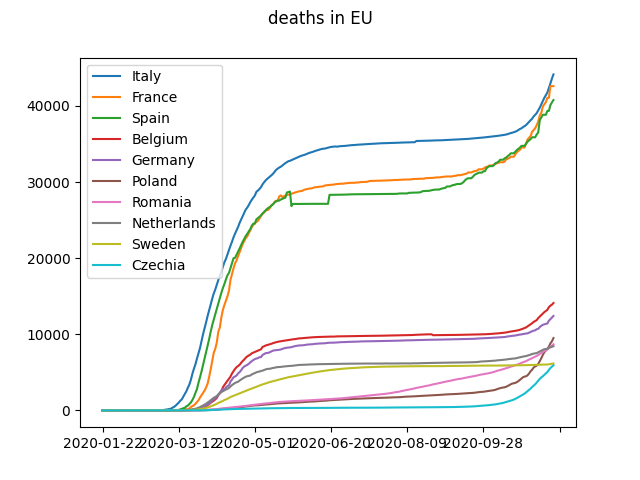 deaths in EU
Italy
France
Spain
Belgium
Germany
Poland
Romania
Netherlands
Sweden
Czechia
40000
30000
20000
10000
0
2020-01-22 2020-03-12 2020-05-01 2020-06-20 2020-08-09 2020-09-28